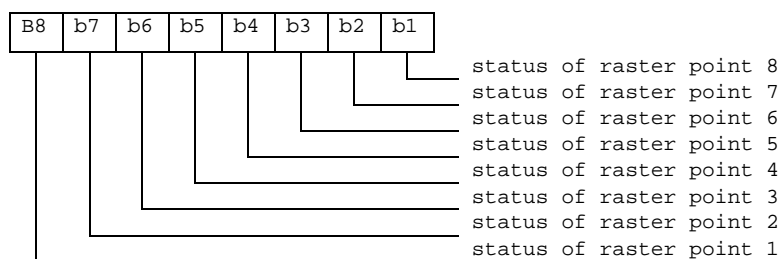 B8 b7 b6 b5 b4 b3 b2 b1
status of raster point 8
status of raster point 7
status of raster point 6
status of raster point 5
status of raster point 4
status of raster point 3
status of raster point 2
status of raster point 1